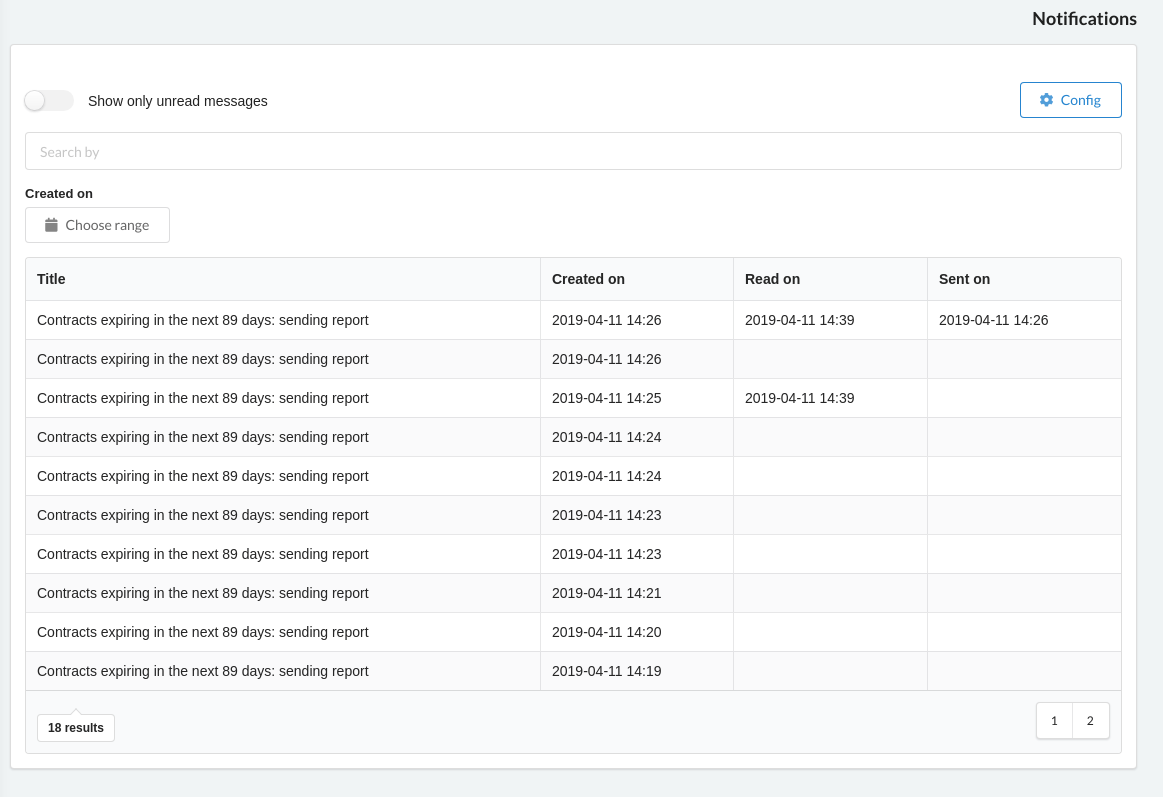 Notifications
Show only unread messages
Config
Search by
Created on
Choose range
Title Created on Read on Sent on
Contracts expiring in the next 89 days: sending report 2019-04-11 14:26 2019-04-11 14:39 2019-04-11 14:26
Contracts expiring in the next 89 days: sending report 2019-04-11 14:26
Contracts expiring in the next 89 days: sending report 2019-04-11 14:25 2019-04-11 14:39
Contracts expiring in the next 89 days: sending report 2019-04-11 14:24
Contracts expiring in the next 89 days: sending report 2019-04-11 14:24
Contracts expiring in the next 89 days: sending report 2019-04-11 14:23
Contracts expiring in the next 89 days: sending report 2019-04-11 14:23
Contracts expiring in the next 89 days: sending report 2019-04-11 14:21
Contracts expiring in the next 89 days: sending report 2019-04-11 14:20
Contracts expiring in the next 89 days: sending report 2019-04-11 14:19
18 results 1 2